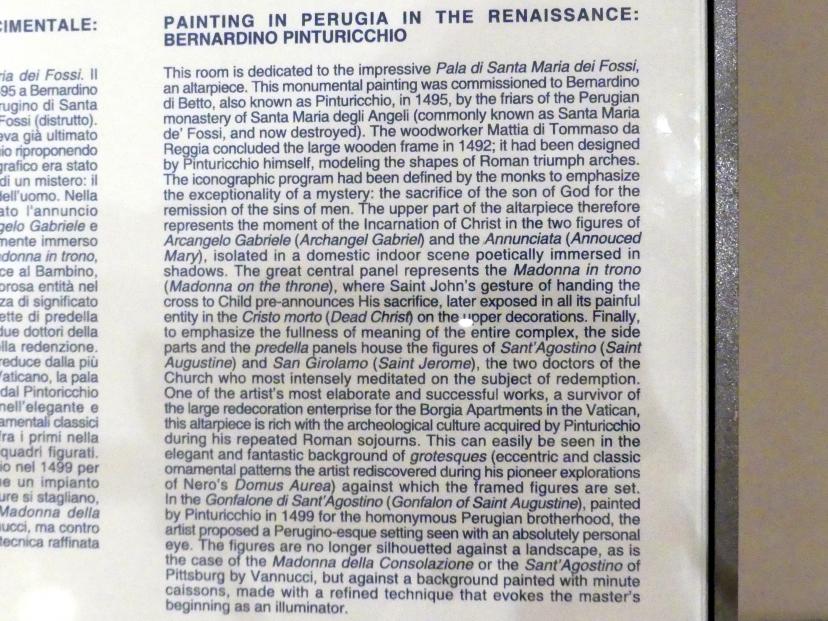 CIMENTALE:
ria dei Fossi. Il
95 a Bernardino
rugino di Santa
Fossi (distrutto).
eva già ultimato
io riproponendo
grafico era stato
di un mistero: il
dell'uomo. Nella
ato l'annuncio
gelo Gabriele e
mente immerso
donna in trono,
ce al Bambino,
orosa entità nel
za di significato
ette di predella
due dottori della
lla redenzione.
reduce dalla più
Vaticano, la pala
dal Pintoricchio
nell'elegante e
amentali classici
fra i primi nella
quadri figurati.
io nel 1499 per
ne un impianto
ure si stagliano,
Madonna della
nucci, ma contro
tecnica raffinata
PAINTING IN PERUGIA IN THE RENAISSANCE:
BERNARDINO PINTURICCHIO
This room is dedicated to the impressive Pala di Santa Maria dei Fossi,
an altarpiece. This monumental painting was commissioned to Bernardino
di Betto, also known as Pinturicchio, in 1495, by the friars of the Perugian
monastery of Santa Maria degli Angeli (commonly known as Santa Maria
de' Fossi, and now destroyed). The woodworker Mattia di Tommaso da
Reggia concluded the large wooden frame in 1492; it had been designed
by Pinturicchio himself, modeling the shapes of Roman triumph arches.
The iconographic program had been defined by the monks to emphasize
the exceptionality of a mystery: the sacrifice of the son of God for the
remission of the sins of men. The upper part of the altarpiece therefore
represents the moment of the Incarnation of Christ in the two figures of
Arcangelo Gabriele (Archangel Gabriel) and the Annunciata (Annouced
Mary), isolated in a domestic indoor scene poetically immersed in
shadows. The great central panel represents the Madonna in trono
(Madonna on the throne), where Saint John's gesture of handing the
cross to Child pre-announces His sacrifice, later exposed in all its painful
entity in the Cristo morto (Dead Christ) on the upper decorations. Finally,
to emphasize the fullness of meaning of the entire complex, the side
parts and the predella panels house the figures of Sant'Agostino (Saint
Augustine) and San Girolamo (Saint Jerome), the two doctors of the
Church who most intensely meditated on the subject of redemption.
One of the artist's most elaborate and successful works, a survivor of
the large redecoration enterprise for the Borgia Apartments in the Vatican,
this altarpiece is rich with the archeological culture acquired by Pinturicchio
during his repeated Roman sojourns. This can easily be seen in the
elegant and fantastic background of grotesques (eccentric and classic
ornamental patterns the artist rediscovered during his pioneer explorations
of Nero's Domus Aurea) against which the framed figures are set.
In the Gonfalone di Sant'Agostino (Gonfalon of Saint Augustine), painted
by Pinturicchio in 1499 for the homonymous Perugian brotherhood, the
artist proposed a Perugino-esque setting seen with an absolutely personal
eye. The figures are no longer silhouetted against a landscape, as is
the case of the Madonna della Consolazione or the Sant'Agostino of
Pittsburg by Vannucci, but against a background painted with minute
caissons, made with a refined technique that evokes the master's
beginning as an illuminator.